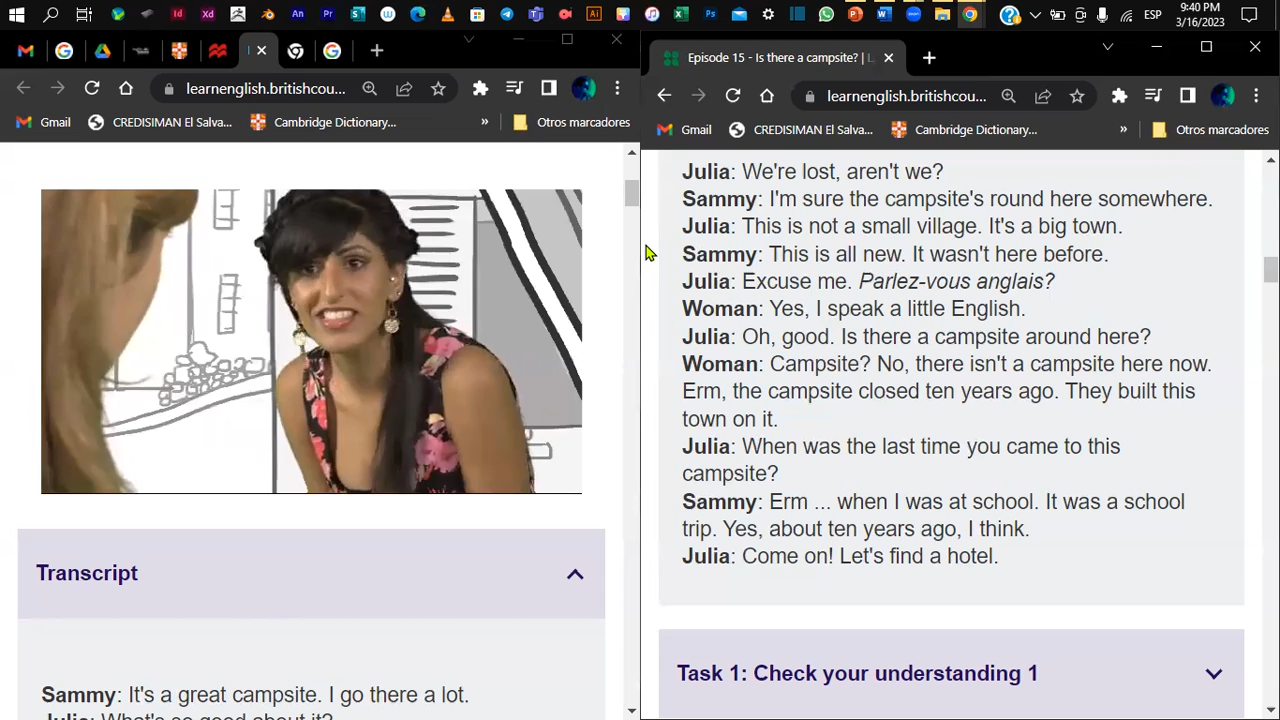 9:40 PM
ESP
3/16/2023
learnenglish.britishcou...
Gmail
CREDISIMAN El Salva...
Cambridge Dictionary...
»
Otros marcadores
Transcript
Sammy: It's a great campsite. I go there a lot.
Julia: What's so good about it?
Episode 15 - Is there a campsite? | L
learnenglish.britishcou...
Gmail
CREDISIMAN El Salva...
Cambridge Dictionary...
»
Otros marcadores
Julia: We're lost, aren't we?
Sammy: I'm sure the campsite's round here somewhere.
Julia: This is not a small village. It's a big town.
Sammy: This is all new. It wasn't here before.
Julia: Excuse me. Parlez-vous anglais?
Woman: Yes, I speak a little English.
Julia: Oh, good. Is there a campsite around here?
Woman: Campsite? No, there isn't a campsite here now.
Erm, the campsite closed ten years ago. They built this
town on it.
Julia: When was the last time you came to this
campsite?
Sammy: Erm ... when I was at school. It was a school
trip. Yes, about ten years ago, I think.
Julia: Come on! Let's find a hotel.
Task 1: Check your understanding 1